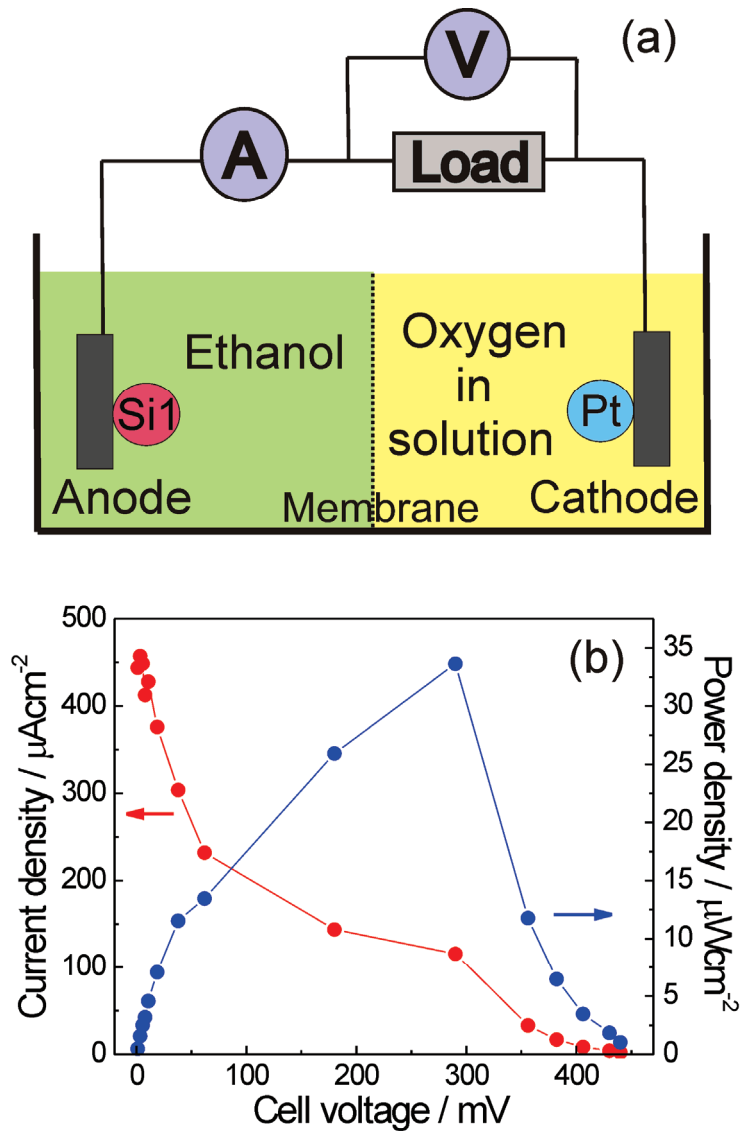 (a)
V
A
Load
Ethanol
Oxygen
in
solution
Si1
Pt
Anode
Membrane
Cathode
(b)
500
400
300
200
100
0
Current density / μAcm⁻²
35
30
25
20
15
10
5
0
Power density / μWcm⁻²
0
100
200
300
400
Cell voltage / mV